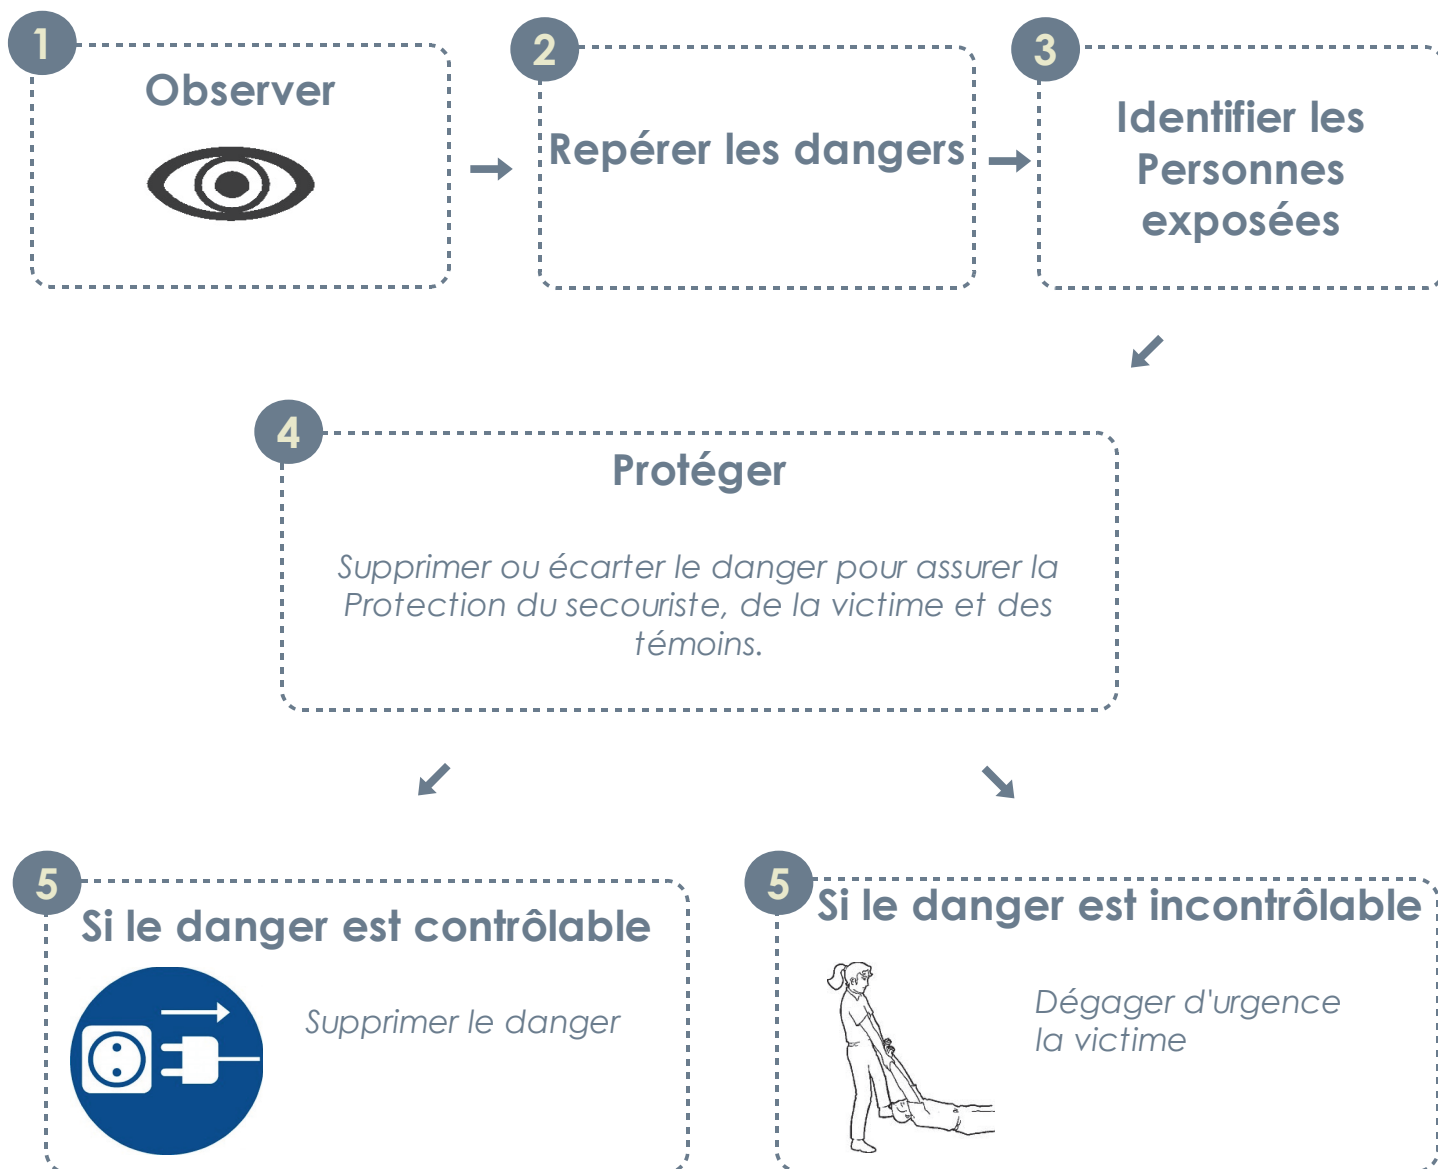 1
Observer
2
Repérer les dangers
3
Identifier les
Personnes
exposées
4
Protéger
Supprimer ou écarter le danger pour assurer la
Protection du secouriste, de la victime et des
témoins.
5
Si le danger est contrôlable
Supprimer le danger
5
Si le danger est incontrôlable
Dégager d'urgence
la victime